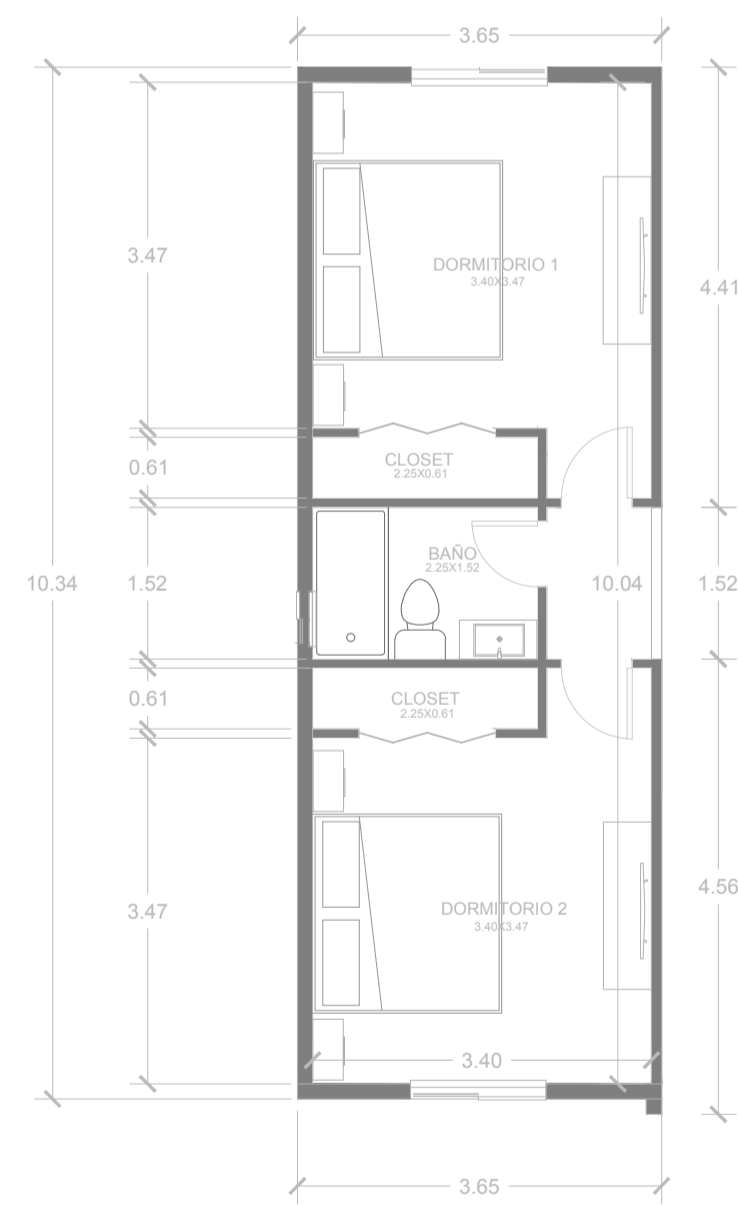 3.65
3.47
DORMITORIO 1
3.40X3.47
4.41
0.61
CLOSET
2.25X0.61
10.34
1.52
BAÑO
2.25X1.52
10.04
1.52
0.61
CLOSET
2.25X0.61
3.47
DORMITORIO 2
3.40X3.47
4.56
3.40
3.65